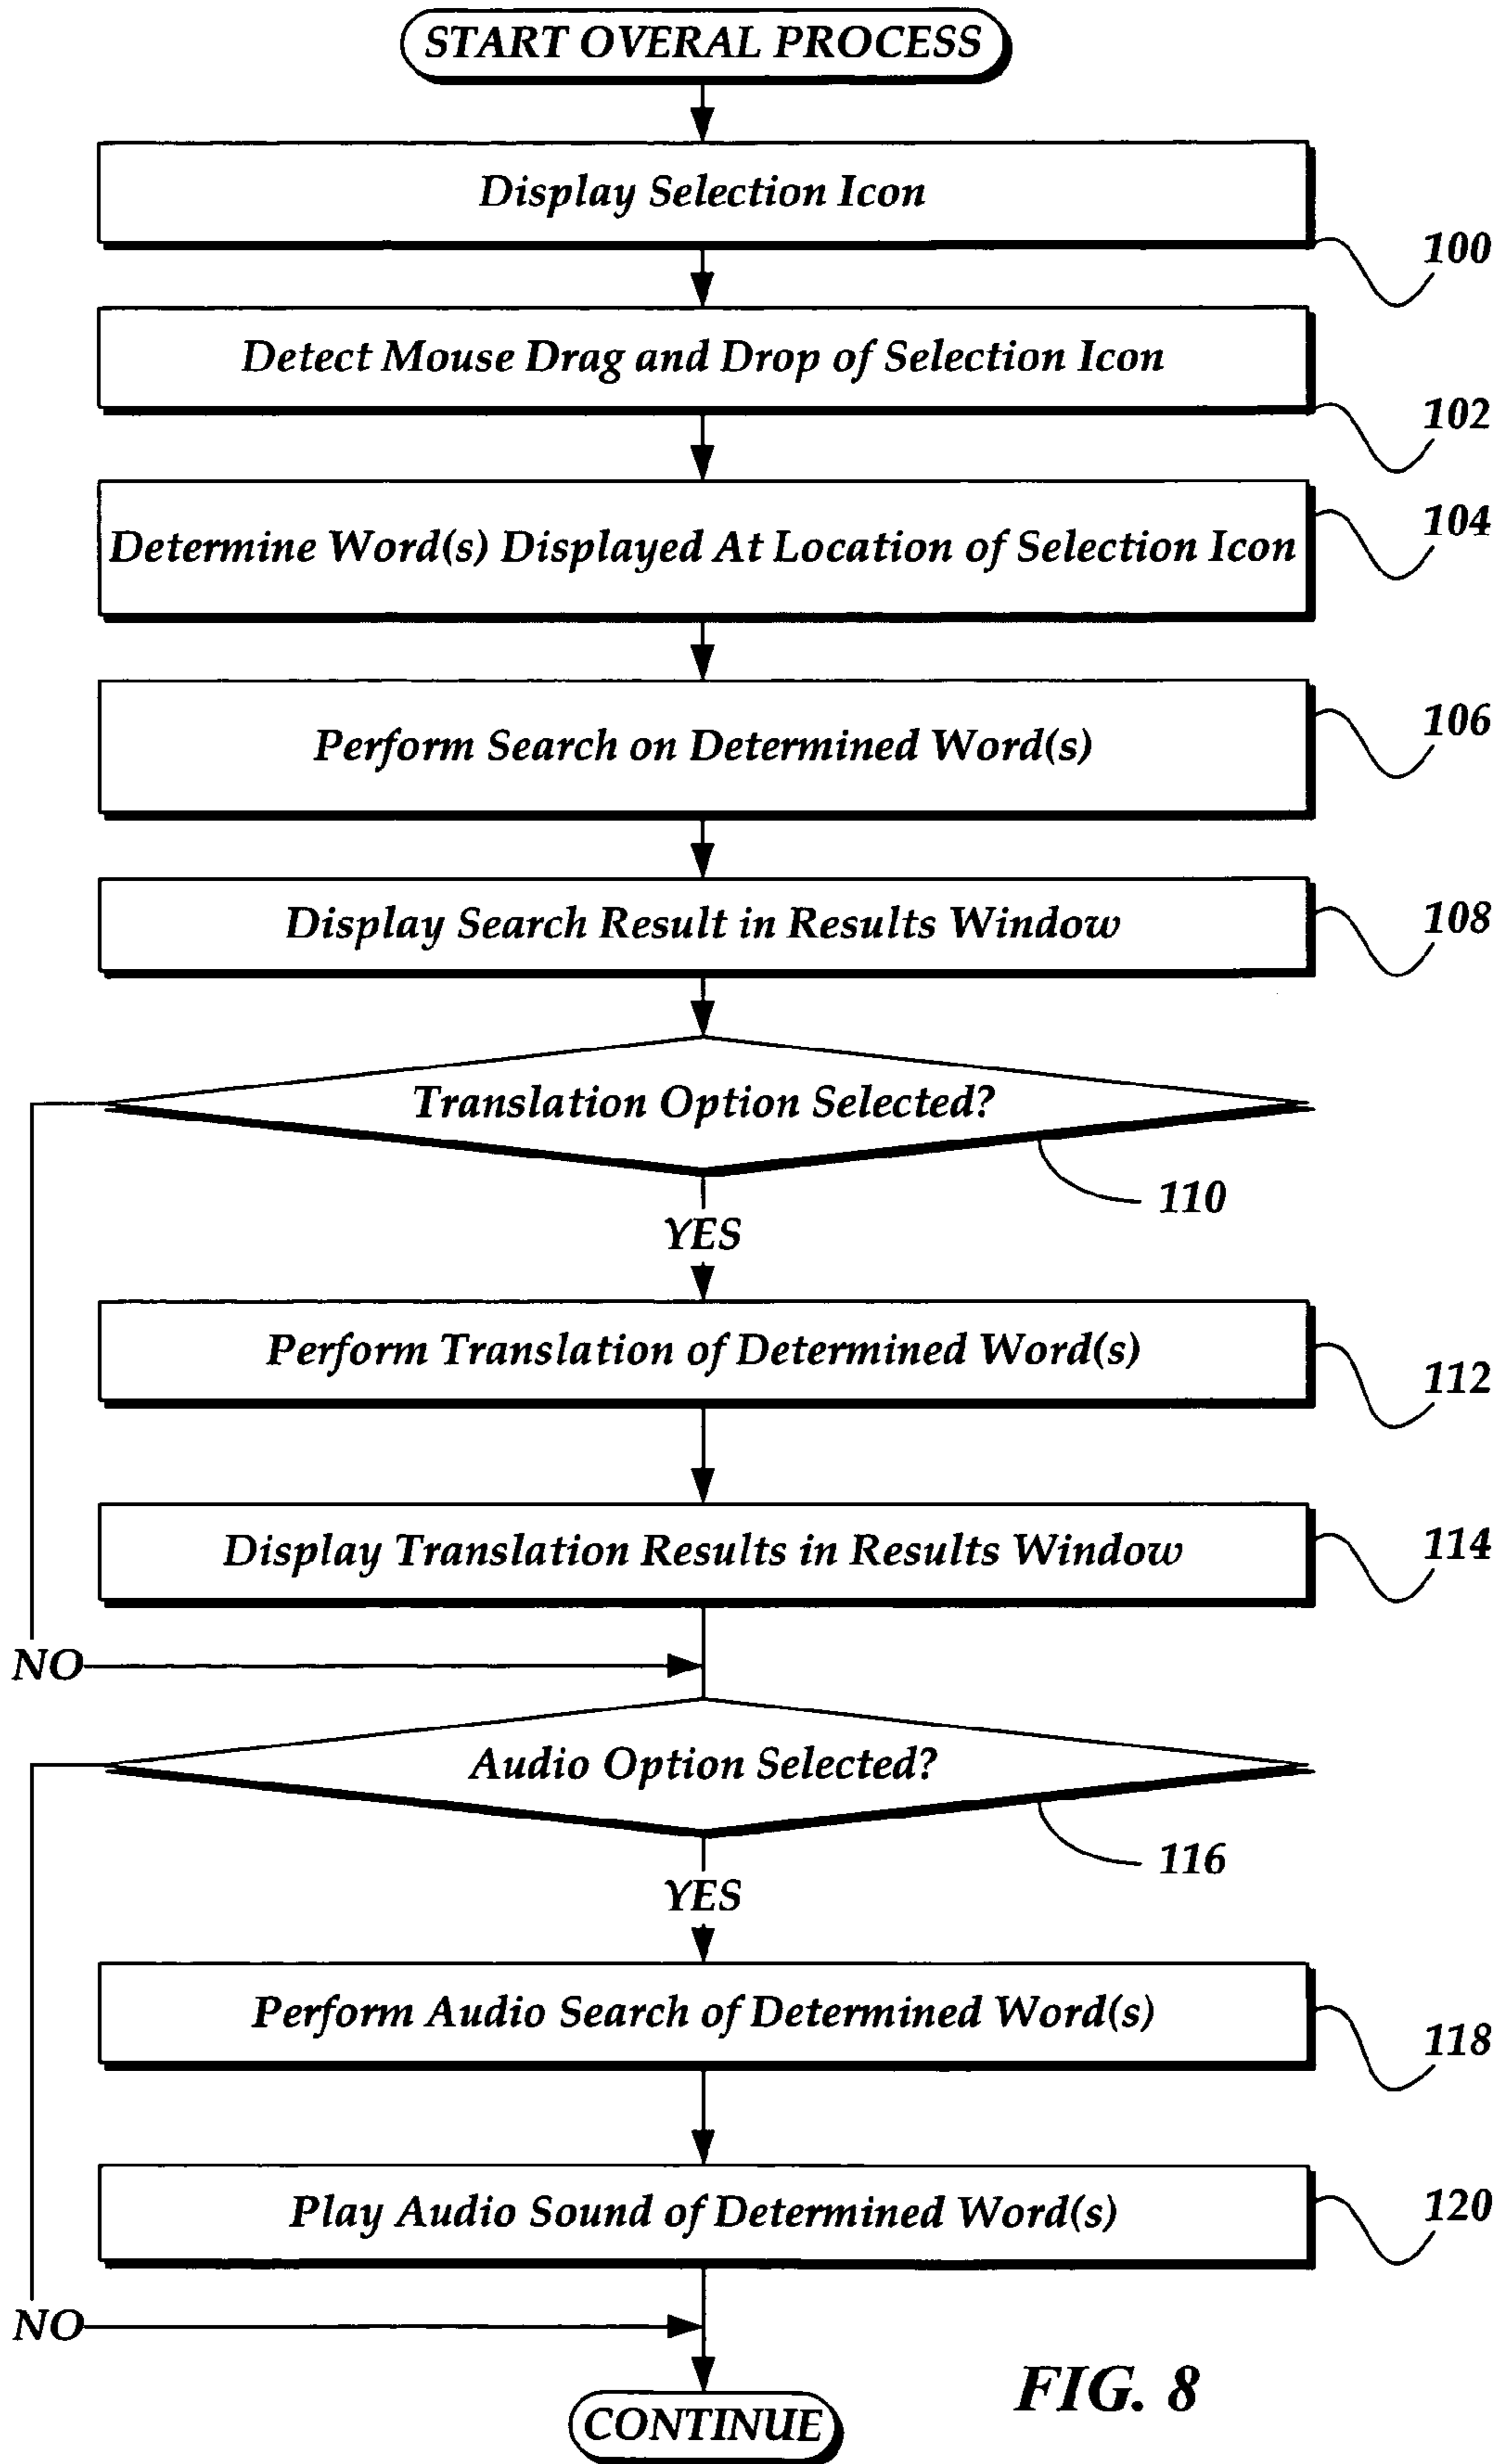 START OVERAL PROCESS
Display Selection Icon
100
Detect Mouse Drag and Drop of Selection Icon
102
Determine Word(s) Displayed At Location of Selection Icon
104
Perform Search on Determined Word(s)
106
Display Search Result in Results Window
108
Translation Option Selected?
110
YES
Perform Translation of Determined Word(s)
112
Display Translation Results in Results Window
114
NO
Audio Option Selected?
116
YES
Perform Audio Search of Determined Word(s)
118
Play Audio Sound of Determined Word(s)
120
NO
CONTINUE
FIG. 8